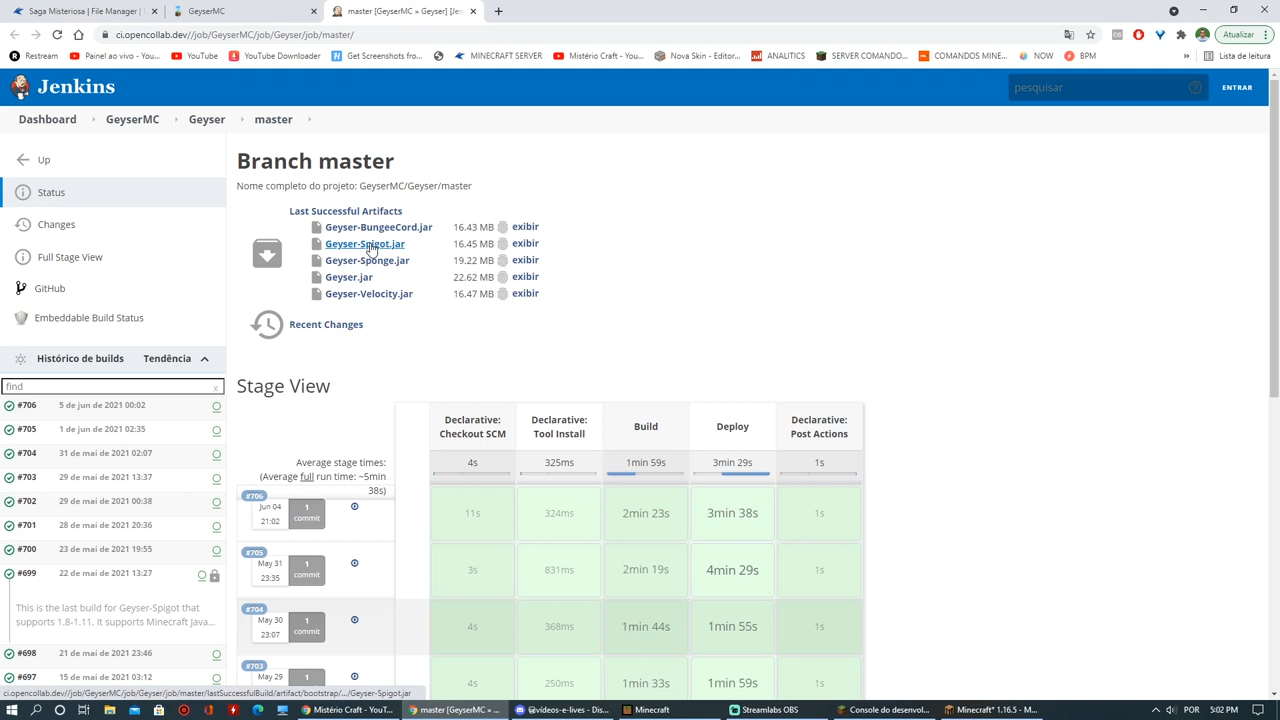 Saga Misteriosa | File Manager | L
GeyserMC
master [GeyserMC » Geyser] [Jen
ci.opencollab.dev//job/GeyserMC/job/Geyser/job/master/
Atualizar
Restream
Painel ao vivo - You...
YouTube
YouTube Downloader
Get Screenshots fro...
MINECRAFT SERVER
Mistério Craft - You...
Nova Skin - Editor...
ANALITICS
SERVER COMANDO...
COMANDOS MINE...
NOW
BPM
»
Lista de leitura
Jenkins
pesquisar
ENTRAR
Dashboard
GeyserMC
Geyser
master
Up
Status
Changes
Full Stage View
GitHub
Embeddable Build Status
Histórico de builds Tendência
find x
#706 5 de jun de 2021 00:02
#705 1 de jun de 2021 02:35
#704 31 de mai de 2021 02:07
#703 29 de mai de 2021 13:37
#702 29 de mai de 2021 00:38
#701 28 de mai de 2021 20:36
#700 23 de mai de 2021 19:55
#699 22 de mai de 2021 13:27
This is the last build for Geyser-Spigot that
supports 1.8-1.11. It supports Minecraft Java...
#698 21 de mai de 2021 23:46
#697 15 de mai de 2021 03:12
Branch master
Nome completo do projeto: GeyserMC/Geyser/master
Last Successful Artifacts
Geyser-BungeeCord.jar 16.43 MB exibir
Geyser-Spigot.jar 16.45 MB exibir
Geyser-Sponge.jar 19.22 MB exibir
Geyser.jar 22.62 MB exibir
Geyser-Velocity.jar 16.47 MB exibir
Recent Changes
Stage View
Declarative: Checkout SCM
Declarative: Tool Install
Build
Deploy
Declarative: Post Actions
Average stage times:
(Average full run time: ~5min
38s)
4s 325ms 1min 59s 3min 29s 1s
#706
Jun 04
21:02
1
commit
11s 324ms 2min 23s 3min 38s 1s
#705
May 31
23:35
1
commit
3s 831ms 2min 19s 4min 29s 1s
#704
May 30
23:07
1
commit
4s 368ms 1min 44s 1min 55s 1s
#703
May 29
1
4s 250ms 1min 33s 1min 59s 1s
ci.opencollab.dev//job/GeyserMC/job/Geyser/job/master/lastSuccessfulBuild/artifact/bootstrap/.../Geyser-Spigot.jar
Mistério Craft - YouT...
master [GeyserMC » ...
vídeos-e-lives - Dis...
Minecraft
Streamlabs OBS
Console do desenvol...
Minecraft* 1.16.5 - M...
POR
5:02 PM